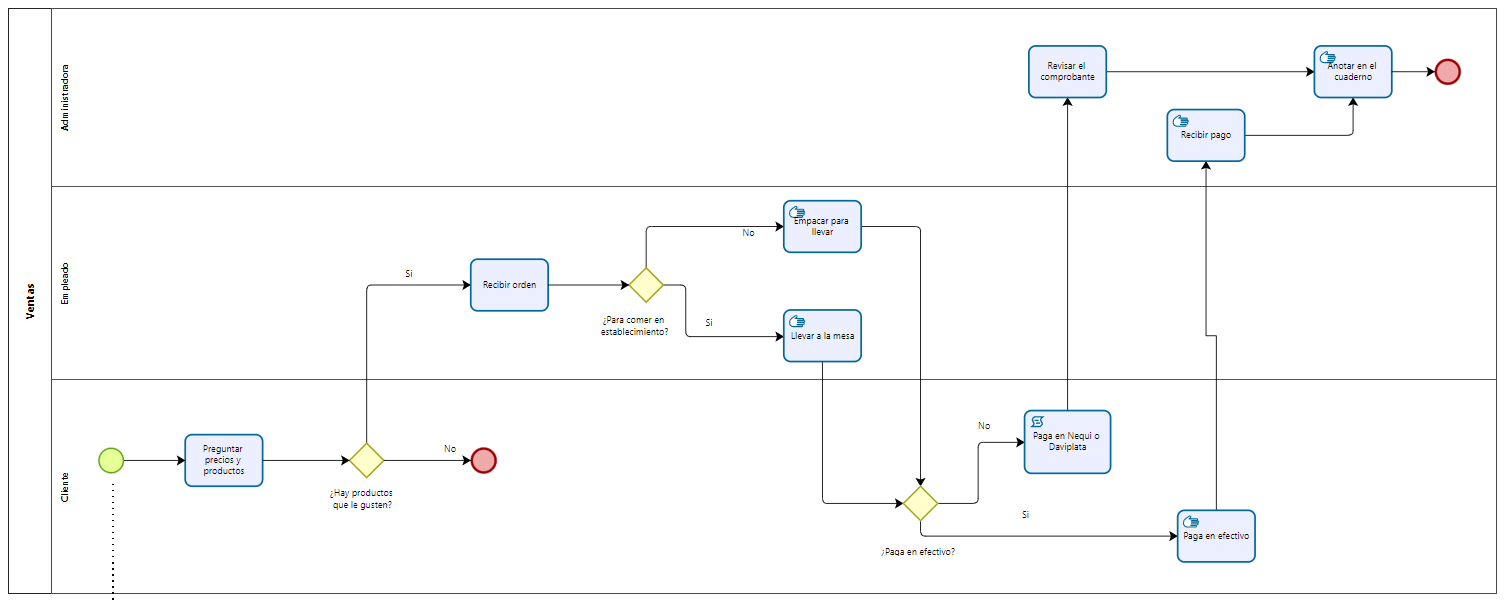 Ventas
Administradora
Revisar el
comprobante
Anotar en el
cuaderno
Recibir pago
Empleado
Empacar para
llevar
No
Si
Recibir orden
¿Para comer en
establecimiento?
Si
Llevar a la mesa
Cliente
Preguntar
precios y
productos
No
¿Hay productos
que le gusten?
No
Paga en Nequi o
Daviplata
Si
Paga en efectivo
¿Paga en efectivo?